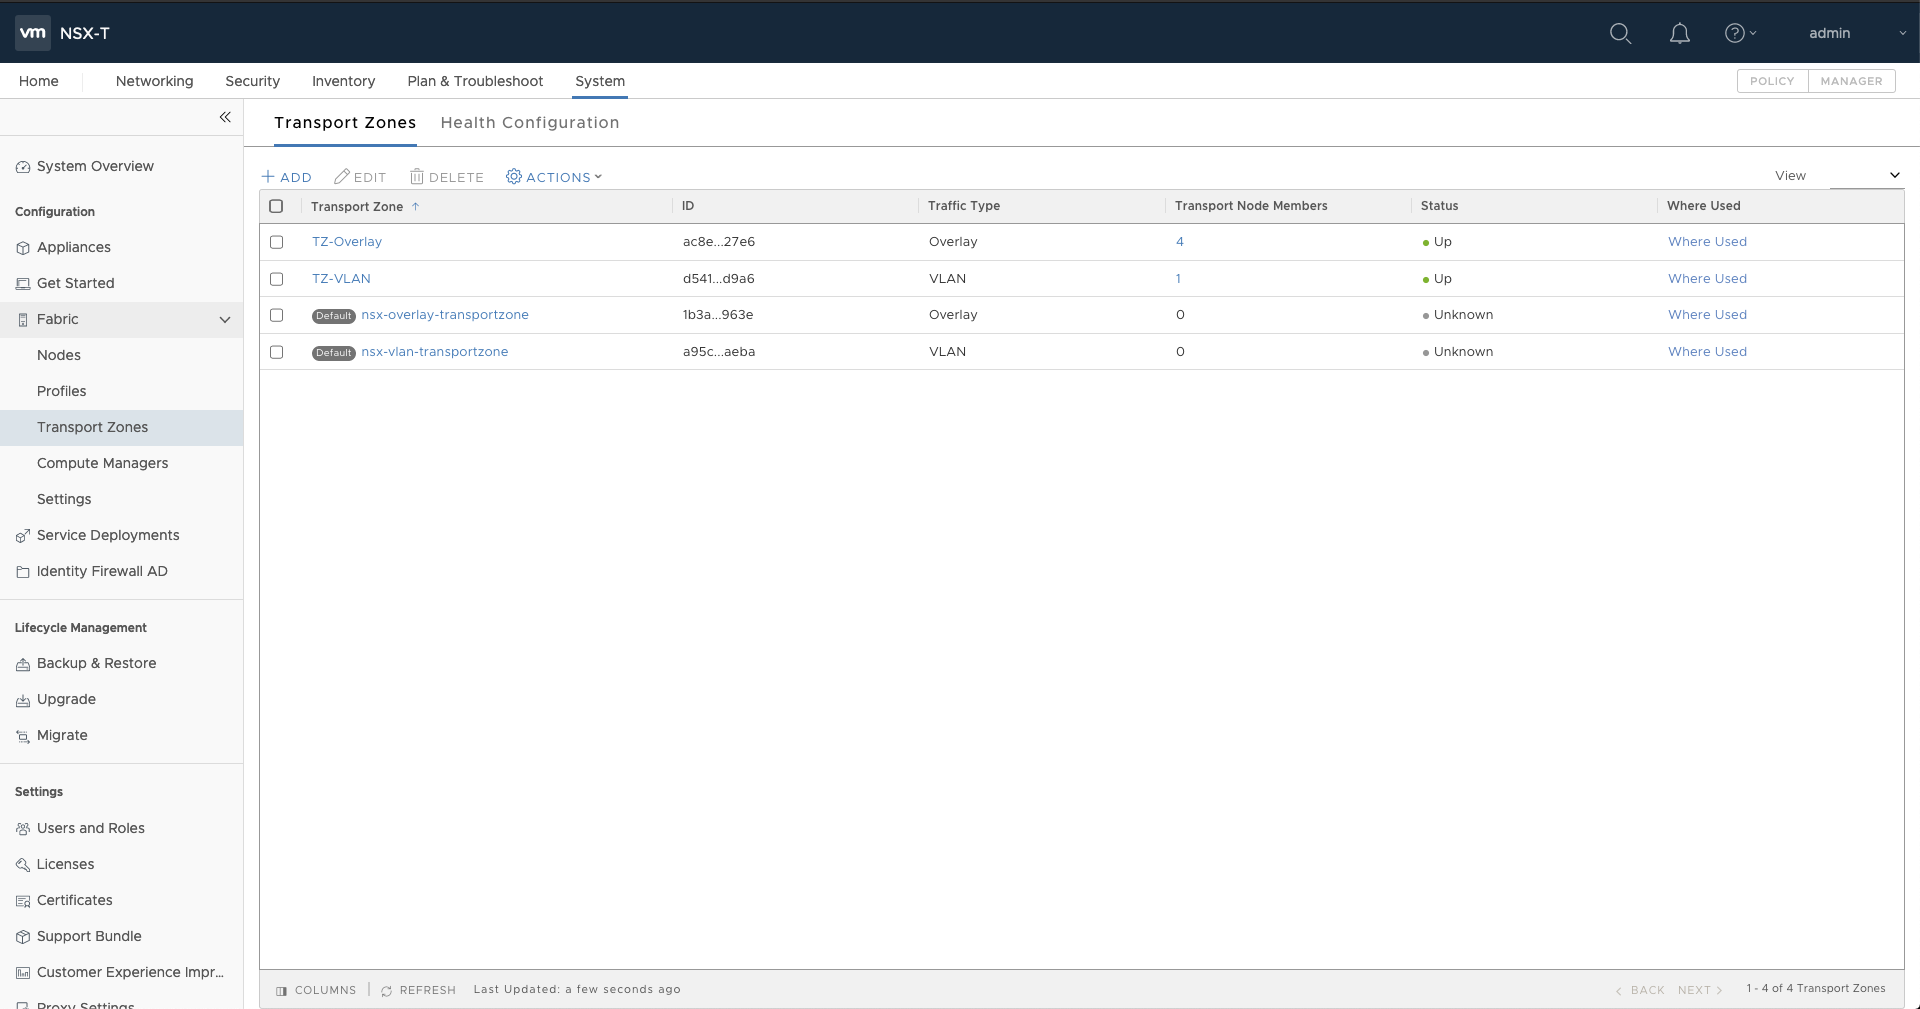 vm NSX-T
admin
Home Networking Security Inventory Plan & Troubleshoot System POLICY MANAGER
Transport Zones Health Configuration
System Overview
Configuration
Appliances
Get Started
Fabric
Nodes
Profiles
Transport Zones
Compute Managers
Settings
Service Deployments
Identity Firewall AD
Lifecycle Management
Backup & Restore
Upgrade
Migrate
Settings
Users and Roles
Licenses
Certificates
Support Bundle
Customer Experience Impr...
Proxy Settings
ADD EDIT DELETE ACTIONS View
Transport Zone ID Traffic Type Transport Node Members Status Where Used
TZ-Overlay ac8e...27e6 Overlay 4 Up Where Used
TZ-VLAN d541...d9a6 VLAN 1 Up Where Used
Default nsx-overlay-transportzone 1b3a...963e Overlay 0 Unknown Where Used
Default nsx-vlan-transportzone a95c...aeba VLAN 0 Unknown Where Used
COLUMNS REFRESH Last Updated: a few seconds ago BACK NEXT 1 - 4 of 4 Transport Zones